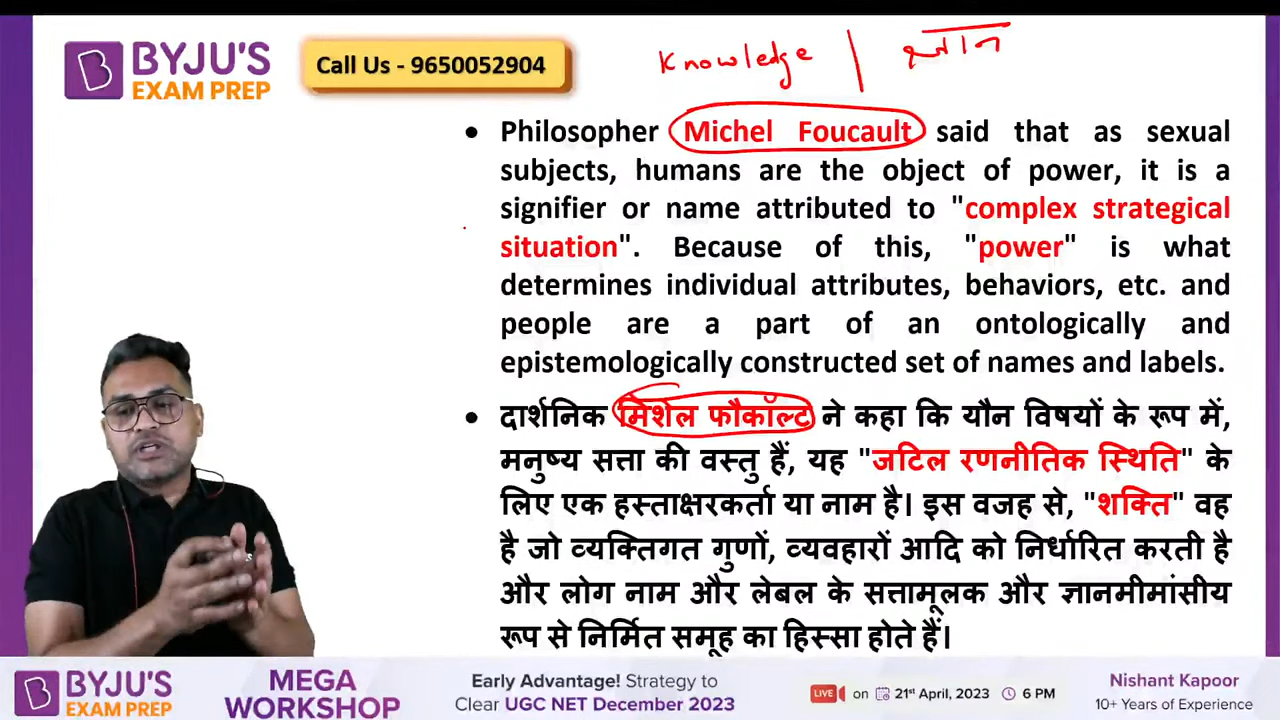 BYJU'S
EXAM PREP
Call Us - 9650052904
Knowledge | ज्ञान
• Philosopher Michel Foucault said that as sexual
subjects, humans are the object of power, it is a
signifier or name attributed to "complex strategical
situation". Because of this, "power" is what
determines individual attributes, behaviors, etc. and
people are a part of an ontologically and
epistemologically constructed set of names and labels.
• दार्शनिक मिशेल फौकॉल्ट ने कहा कि यौन विषयों के रूप में,
मनुष्य सत्ता की वस्तु हैं, यह "जटिल रणनीतिक स्थिति" के
लिए एक हस्ताक्षरकर्ता या नाम है। इस वजह से, "शक्ति" वह
है जो व्यक्तिगत गुणों, व्यवहारों आदि को निर्धारित करती है
और लोग नाम और लेबल के सत्तामूलक और ज्ञानमीमांसीय
रूप से निर्मित समूह का हिस्सा होते हैं।
BYJU'S
EXAM PREP
MEGA
WORKSHOP
Early Advantage! Strategy to
Clear UGC NET December 2023
LIVE on 21st April, 2023 6 PM
Nishant Kapoor
10+ Years of Experience